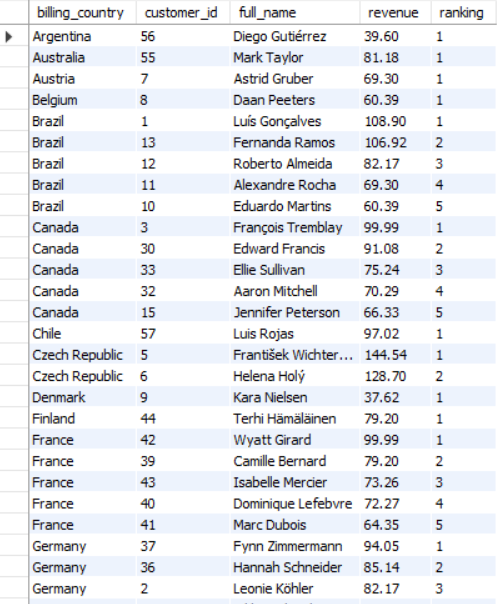 billing_country customer_id full_name revenue ranking
Argentina 56 Diego Gutiérrez 39.60 1
Australia 55 Mark Taylor 81.18 1
Austria 7 Astrid Gruber 69.30 1
Belgium 8 Daan Peeters 60.39 1
Brazil 1 Luís Gonçalves 108.90 1
Brazil 13 Fernanda Ramos 106.92 2
Brazil 12 Roberto Almeida 82.17 3
Brazil 11 Alexandre Rocha 69.30 4
Brazil 10 Eduardo Martins 60.39 5
Canada 3 François Tremblay 99.99 1
Canada 30 Edward Francis 91.08 2
Canada 33 Ellie Sullivan 75.24 3
Canada 32 Aaron Mitchell 70.29 4
Canada 15 Jennifer Peterson 66.33 5
Chile 57 Luis Rojas 97.02 1
Czech Republic 5 František Wichter... 144.54 1
Czech Republic 6 Helena Holý 128.70 2
Denmark 9 Kara Nielsen 37.62 1
Finland 44 Terhi Hämäläinen 79.20 1
France 42 Wyatt Girard 99.99 1
France 39 Camille Bernard 79.20 2
France 43 Isabelle Mercier 73.26 3
France 40 Dominique Lefebvre 72.27 4
France 41 Marc Dubois 64.35 5
Germany 37 Fynn Zimmermann 94.05 1
Germany 36 Hannah Schneider 85.14 2
Germany 2 Leonie Köhler 82.17 3